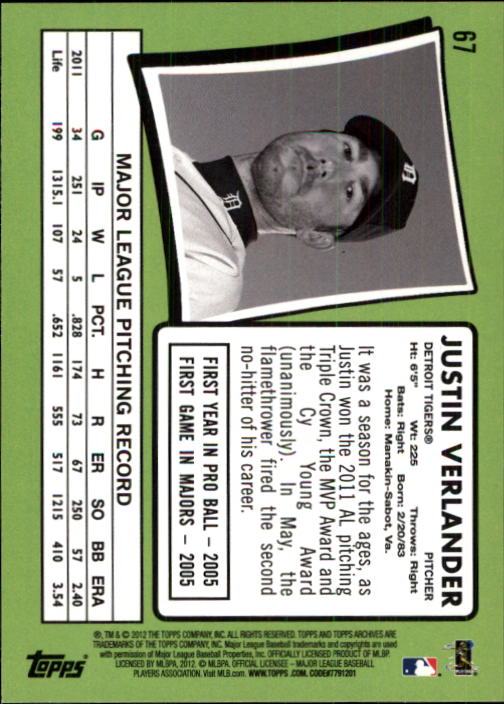 67
JUSTIN VERLANDER
DETROIT TIGERS® PITCHER
Ht: 6'5" Wt: 225 Throws: Right
Bats: Right Born: 2/20/83
Home: Manakin-Sabot, Va.
It was a season for the ages, as
Justin won the 2011 AL pitching
Triple Crown, the MVP Award and
the Cy Young Award
(unanimously). In May, the
flamethrower fired the second
no-hitter of his career.
FIRST YEAR IN PRO BALL – 2005
FIRST GAME IN MAJORS – 2005
MAJOR LEAGUE PITCHING RECORD
G IP W L PCT. H R ER SO BB ERA
2011 34 251 24 5 .828 174 73 67 250 57 2.40
Life 199 1315.1 107 57 .652 1161 555 517 1215 410 3.54
®, TM & © 2012 THE TOPPS COMPANY, INC. ALL RIGHTS RESERVED. TOPPS AND TOPPS ARCHIVES ARE
TRADEMARKS OF THE TOPPS COMPANY, INC. Major League Baseball trademarks and copyrights are used
with permission of Major League Baseball Properties, Inc. OFFICIALLY LICENSED PRODUCT OF MLBP.
LICENSED BY MLBPA, 2012. © MLBPA. OFFICIAL LICENSEE – MAJOR LEAGUE BASEBALL
PLAYERS ASSOCIATION. Visit MLB.com. WWW.TOPPS.COM. CODE#7791201
TOPPS